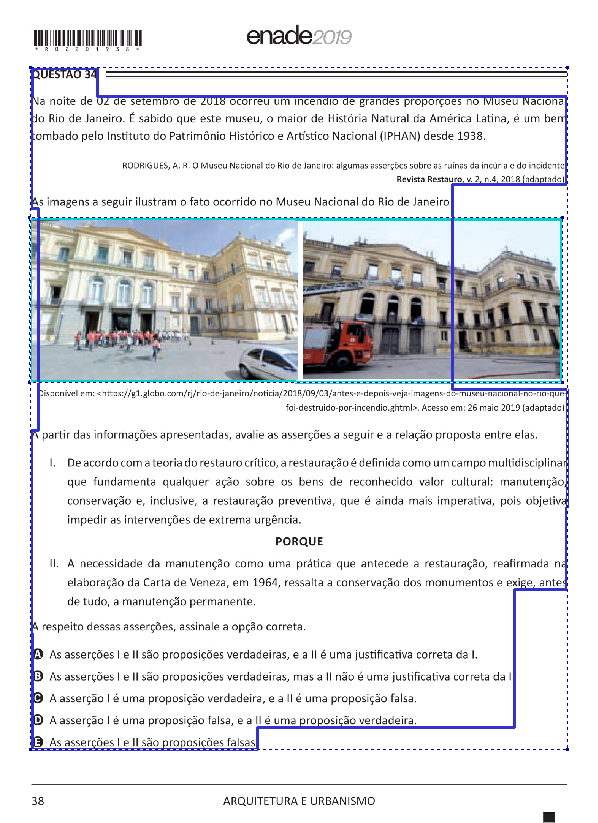 *R0220193 8*
enade2019
QUESTÃO 34
Na noite de 02 de setembro de 2018 ocorreu um incêndio de grandes proporções no Museu Nacional
do Rio de Janeiro. É sabido que este museu, o maior de História Natural da América Latina, é um bem
tombado pelo Instituto do Patrimônio Histórico e Artístico Nacional (IPHAN) desde 1938.
RODRIGUES, A. R. O Museu Nacional do Rio de Janeiro: algumas asserções sobre as ruínas da incúria e do incidente
Revista Restauro, v. 2, n.4, 2018 (adaptado)
As imagens a seguir ilustram o fato ocorrido no Museu Nacional do Rio de Janeiro
Disponível em: <https://g1.globo.com/rj/rio-de-janeiro/noticia/2018/09/03/antes-e-depois-veja-imagens-do-museu-nacional-no-rio-que-
foi-destruido-por-incendio.ghtml>. Acesso em: 26 maio 2019 (adaptado)
A partir das informações apresentadas, avalie as asserções a seguir e a relação proposta entre elas.
I. De acordo com a teoria do restauro crítico, a restauração é definida como um campo multidisciplinar
que fundamenta qualquer ação sobre os bens de reconhecido valor cultural: manutenção,
conservação e, inclusive, a restauração preventiva, que é ainda mais imperativa, pois objetiva
impedir as intervenções de extrema urgência.
PORQUE
II. A necessidade da manutenção como uma prática que antecede a restauração, reafirmada na
elaboração da Carta de Veneza, em 1964, ressalta a conservação dos monumentos e exige, antes
de tudo, a manutenção permanente.
A respeito dessas asserções, assinale a opção correta.
A As asserções I e II são proposições verdadeiras, e a II é uma justificativa correta da I.
B As asserções I e II são proposições verdadeiras, mas a II não é uma justificativa correta da I
C A asserção I é uma proposição verdadeira, e a II é uma proposição falsa.
D A asserção I é uma proposição falsa, e a II é uma proposição verdadeira.
E As asserções I e II são proposições falsas
38
ARQUITETURA E URBANISMO